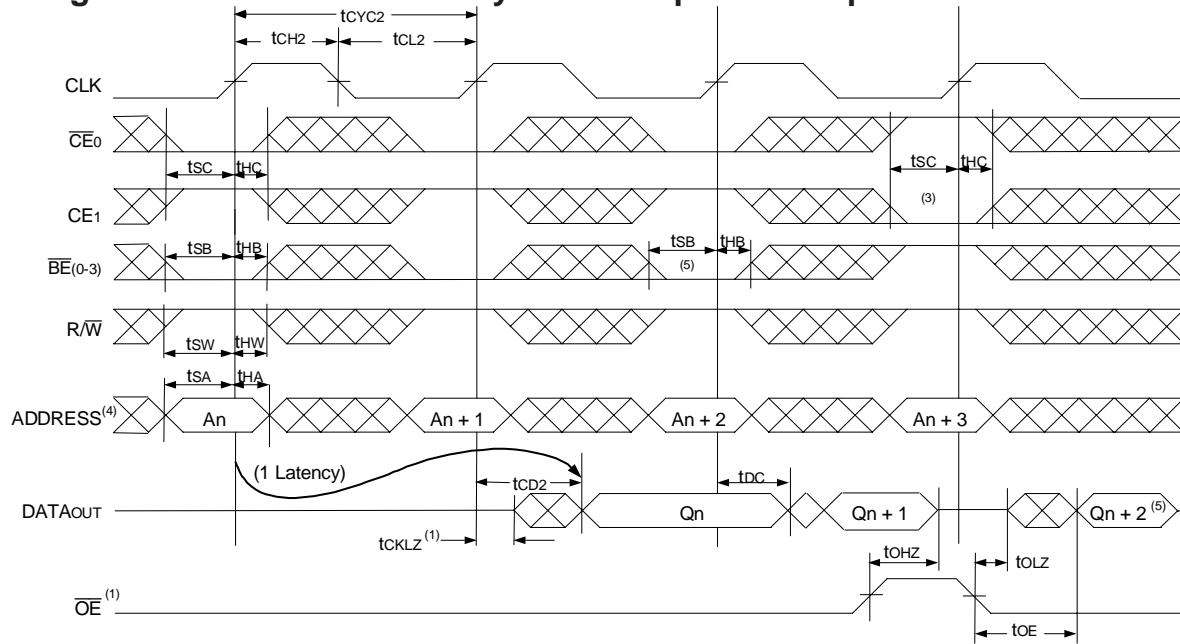 tCYC2
tCH2 tCL2
CLK
CE0
tSC tHC tSC tHC
CE1 (3)
tSB tHB tSB tHB
BE(0-3) (5)
R/W
tSW tHW
tSA tHA
ADDRESS(4) An An + 1 An + 2 An + 3
(1 Latency) tCD2 tDC
DATAOUT Qn Qn + 1 Qn + 2 (5)
tCKLZ (1)
tOHZ tOLZ
OE (1)
tOE